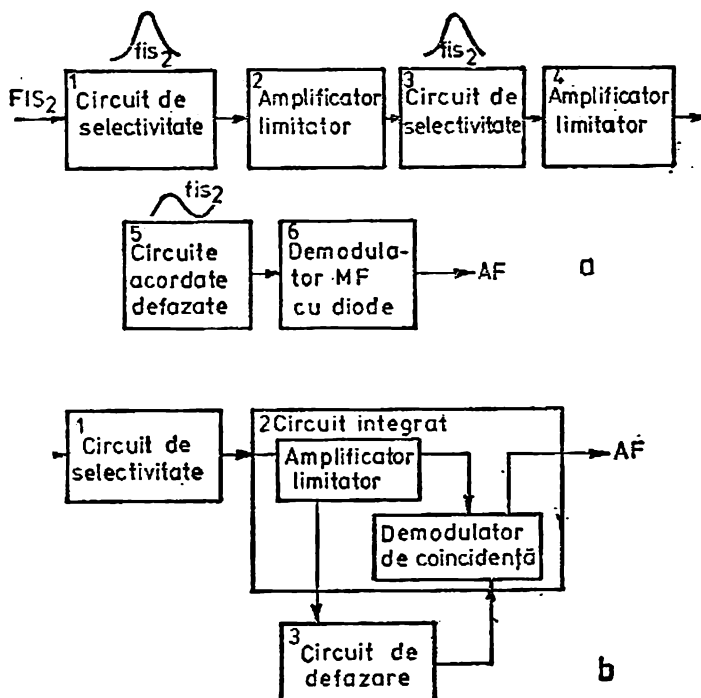 fis2
fis2
FIS2
1
Circuit de
selectivitate
2
Amplificator
limitator
3
Circuit de
selectivitate
4
Amplificator
limitator
fis2
5
Circuite
acordate
defazate
6
Demodula-
tor MF
cu diode
AF
a
1
Circuit de
selectivitate
2 Circuit integrat
Amplificator
limitator
Demodulator
de coincidență
AF
3
Circuit de
defazare
b